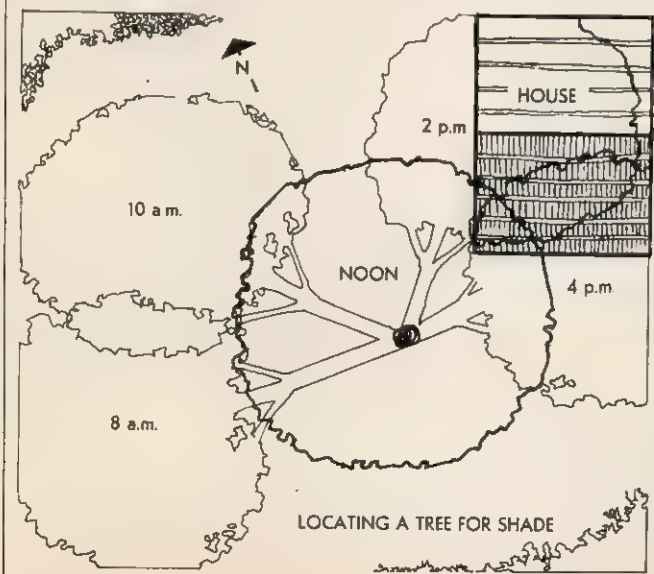 N
HOUSE
2 p.m
10 a m.
NOON
4 p.m
8 a.m.
LOCATING A TREE FOR SHADE